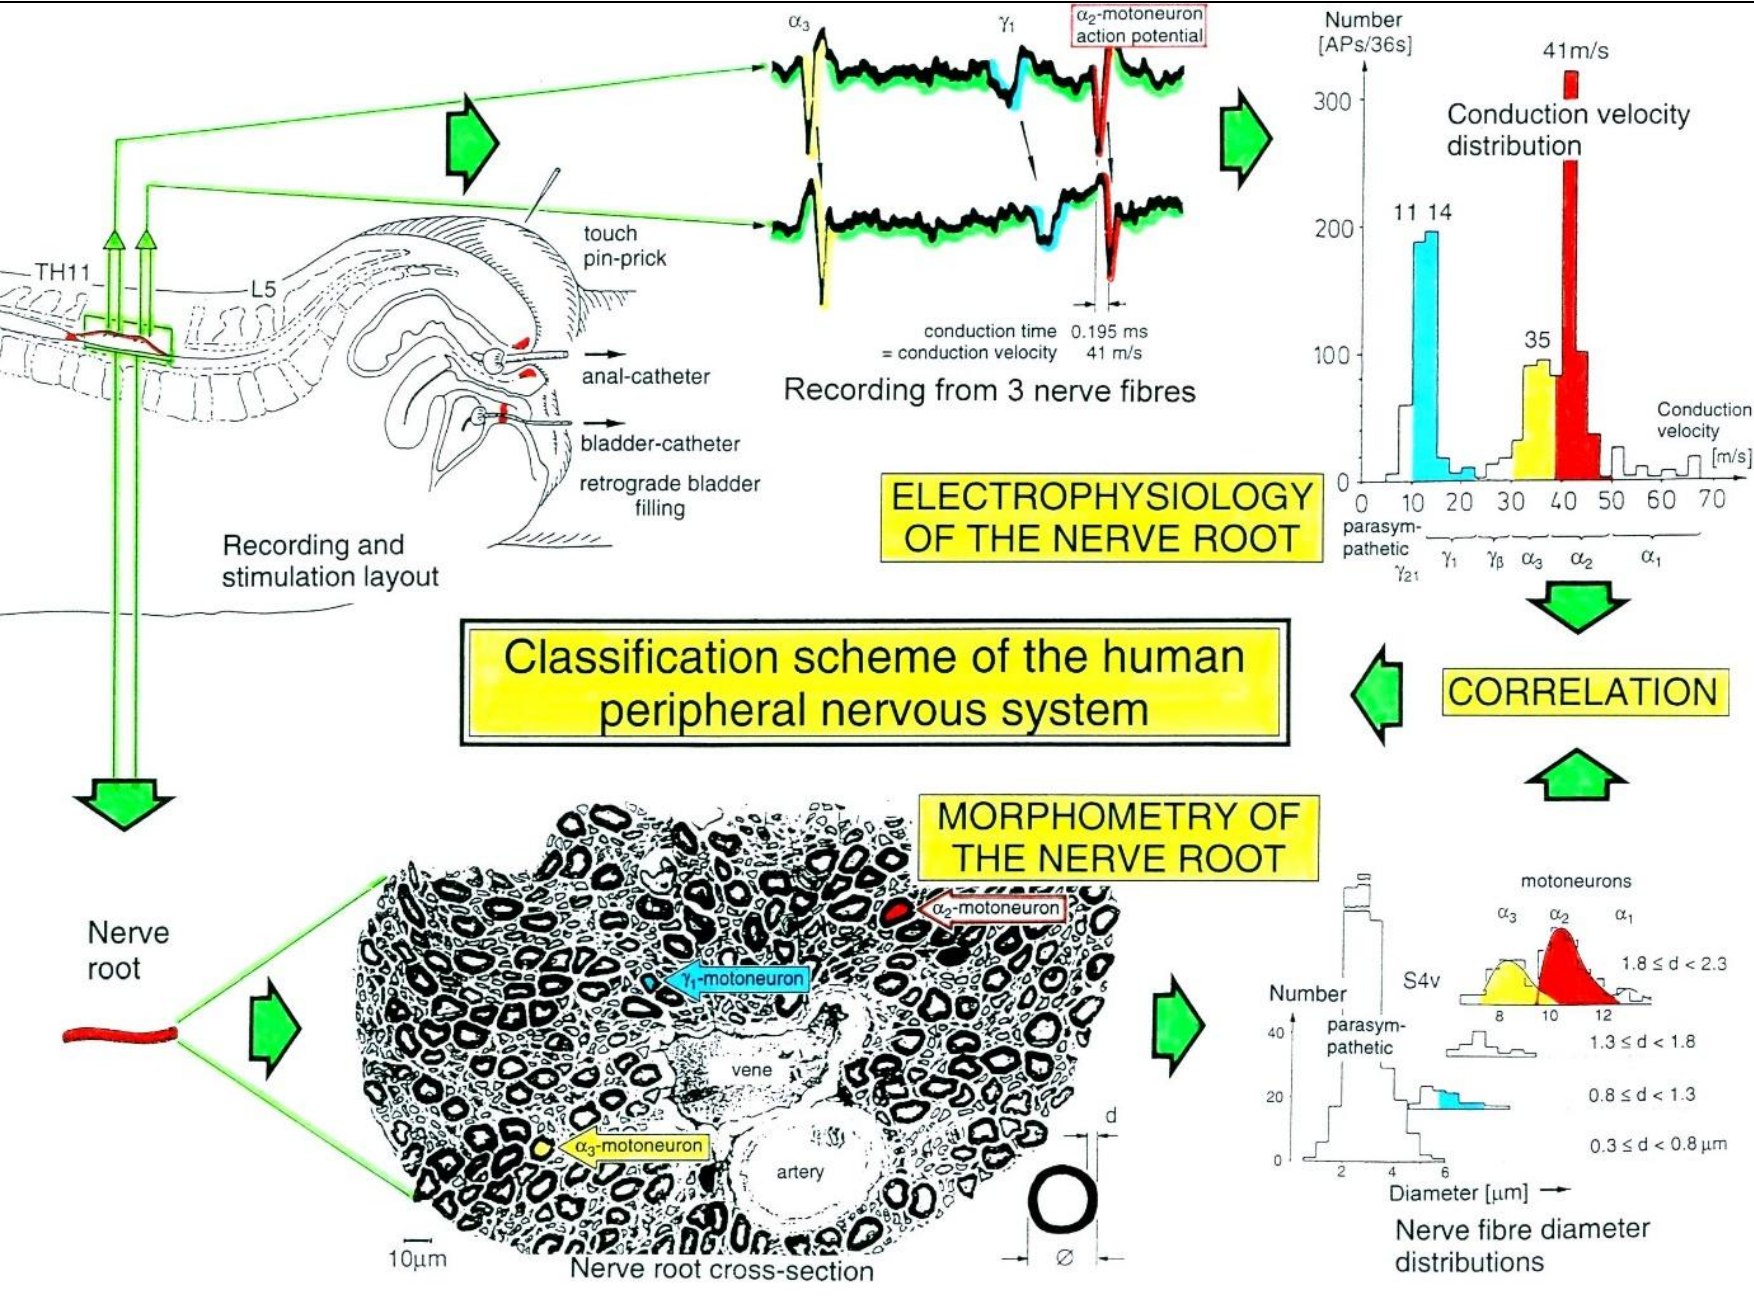 α₃
γ₁
α₂-motoneuron
action potential
conduction time 0.195 ms
= conduction velocity 41 m/s
Recording from 3 nerve fibres
Number
[APs/36s]
41m/s
Conduction velocity
distribution
300
200
100
0
11 14
35
Conduction
velocity
[m/s]
0 10 20 30 40 50 60 70
parasym-
pathetic
γ₂₁ γ₁ γβ α₃ α₂ α₁
TH11
L5
touch
pin-prick
anal-catheter
bladder-catheter
retrograde bladder
filling
Recording and
stimulation layout
ELECTROPHYSIOLOGY
OF THE NERVE ROOT
Classification scheme of the human
peripheral nervous system
CORRELATION
MORPHOMETRY OF
THE NERVE ROOT
Nerve
root
α₂-motoneuron
γ₁-motoneuron
vene
α₃-motoneuron
artery
d
Ø
10μm
Nerve root cross-section
motoneurons
α₃ α₂ α₁
S4v
1.8 ≤ d < 2.3
8 10 12
Number
40
20
0
parasym-
pathetic
1.3 ≤ d < 1.8
0.8 ≤ d < 1.3
0.3 ≤ d < 0.8 μm
2 4 6
Diameter [μm]
Nerve fibre diameter
distributions